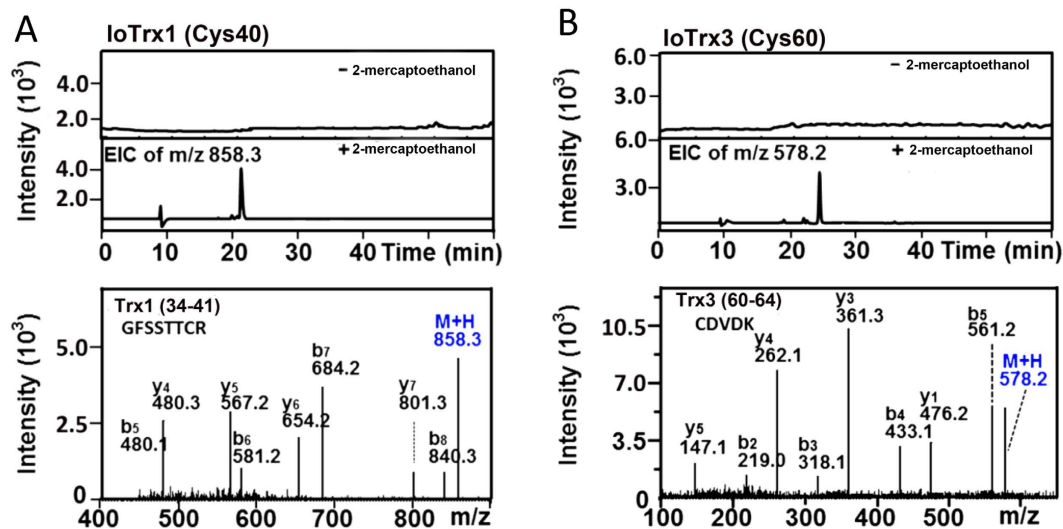 A
IoTrx1 (Cys40)
Intensity (10³)
4.0
2.0
- 2-mercaptoethanol
EIC of m/z 858.3
+ 2-mercaptoethanol
4.0
2.0
0 10 20 30 40 Time (min)
B
IoTrx3 (Cys60)
Intensity (10³)
6.0
3.0
- 2-mercaptoethanol
6.0
EIC of m/z 578.2
+ 2-mercaptoethanol
3.0
0 10 20 30 40 Time (min)
Intensity (10³)
5.0
2.5
0
Trx1 (34-41)
GFSSTTCR
b5
480.1
y4
480.3
y5
567.2
b6
581.2
y6
654.2
b7
684.2
y7
801.3
b8
840.3
M+H
858.3
400 500 600 700 800 m/z
Intensity (10³)
10.5
7.0
3.5
0
Trx3 (60-64)
CDVDK
y5
147.1
b2
219.0
y4
262.1
b3
318.1
y3
361.3
b4
433.1
y1
476.2
b5
561.2
M+H
578.2
100 200 300 400 500 m/z